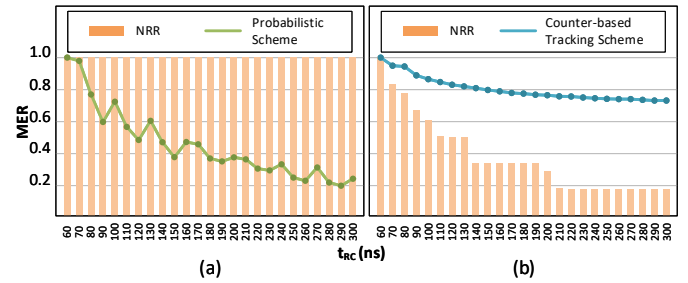 NRR
Probabilistic
Scheme
NRR
Counter-based
Tracking Scheme
MER
1.0
0.8
0.6
0.4
0.2
60 70 80 90 100 110 120 130 140 150 160 170 180 190 200 210 220 230 240 250 260 270 280 290 300
60 70 80 90 100 110 120 130 140 150 160 170 180 190 200 210 220 230 240 250 260 270 280 290 300
tRC (ns)
(a)
(b)